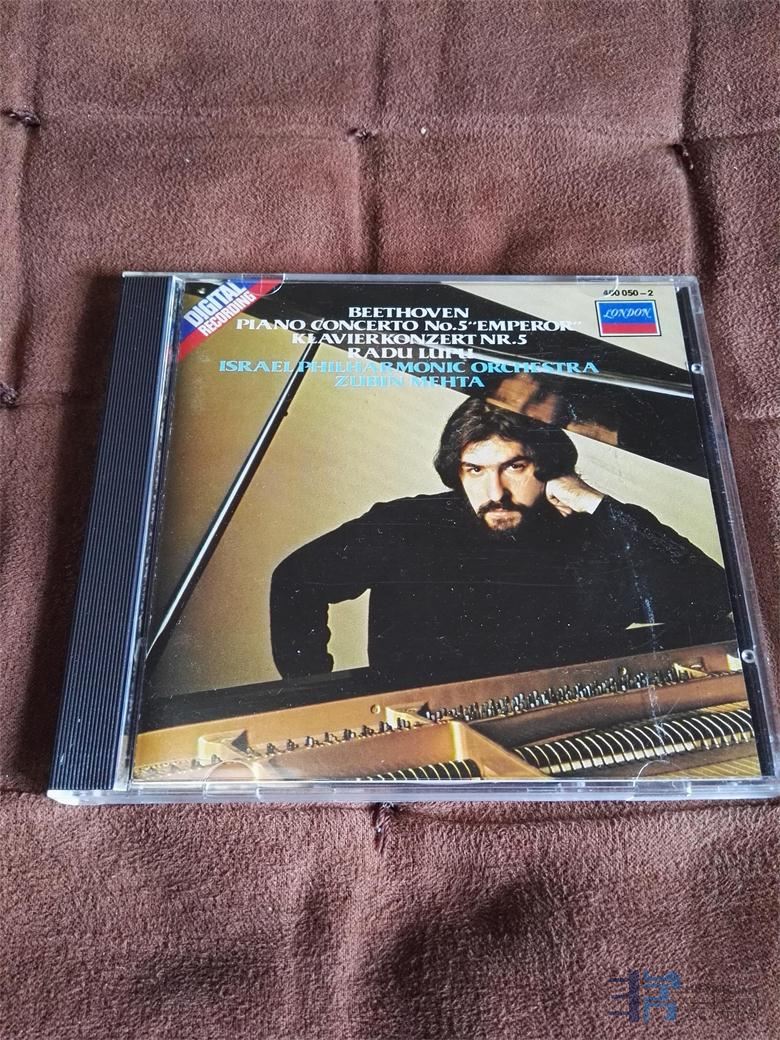 DIGITAL
RECORDING
BEETHOVEN
PIANO CONCERTO No.5 "EMPEROR"
KLAVIERKONZERT NR.5
RADU LUPU
ISRAEL PHILHARMONIC ORCHESTRA
ZUBIN MEHTA
050-2
LONDON